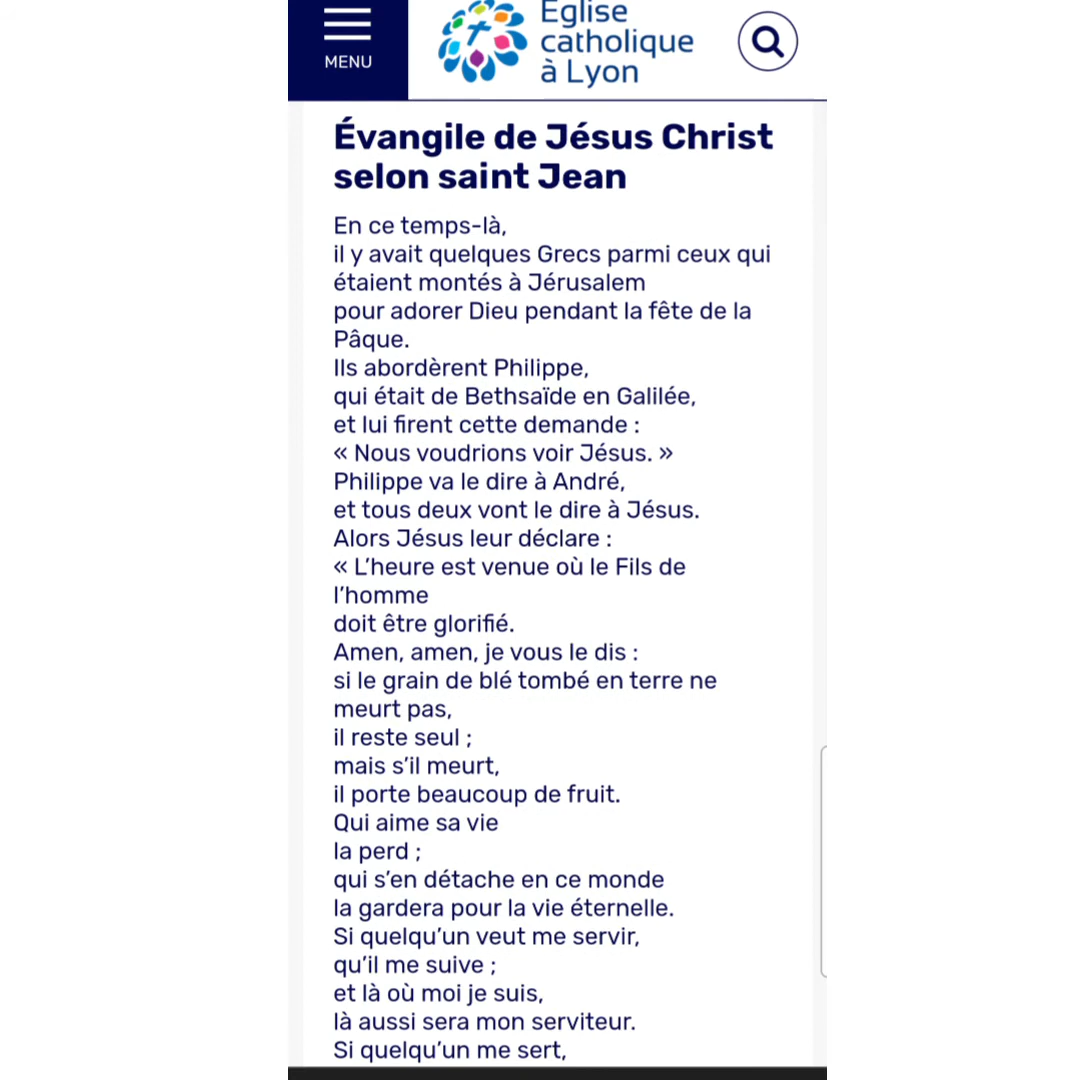 MENU
Eglise
catholique
à Lyon
Évangile de Jésus Christ
selon saint Jean
En ce temps-là,
il y avait quelques Grecs parmi ceux qui
étaient montés à Jérusalem
pour adorer Dieu pendant la fête de la
Pâque.
Ils abordèrent Philippe,
qui était de Bethsaïde en Galilée,
et lui firent cette demande :
« Nous voudrions voir Jésus. »
Philippe va le dire à André,
et tous deux vont le dire à Jésus.
Alors Jésus leur déclare :
« L’heure est venue où le Fils de
l’homme
doit être glorifié.
Amen, amen, je vous le dis :
si le grain de blé tombé en terre ne
meurt pas,
il reste seul ;
mais s’il meurt,
il porte beaucoup de fruit.
Qui aime sa vie
la perd ;
qui s’en détache en ce monde
la gardera pour la vie éternelle.
Si quelqu’un veut me servir,
qu’il me suive ;
et là où moi je suis,
là aussi sera mon serviteur.
Si quelqu’un me sert,